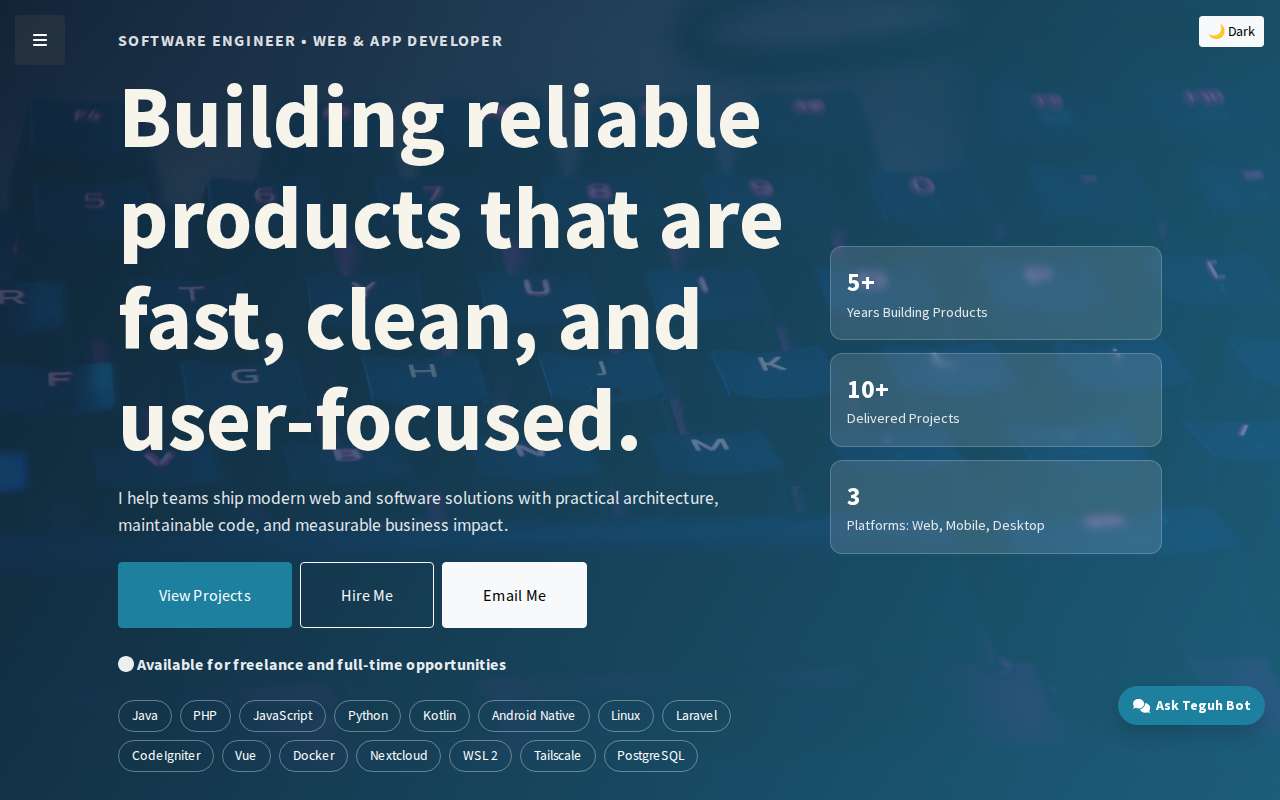 SOFTWARE ENGINEER • WEB & APP DEVELOPER
🌙 Dark
Building reliable
products that are
fast, clean, and
user-focused.
5+
Years Building Products
10+
Delivered Projects
3
Platforms: Web, Mobile, Desktop
I help teams ship modern web and software solutions with practical architecture,
maintainable code, and measurable business impact.
View Projects
Hire Me
Email Me
Available for freelance and full-time opportunities
Java PHP JavaScript Python Kotlin Android Native Linux Laravel
CodeIgniter Vue Docker Nextcloud WSL 2 Tailscale PostgreSQL
Ask Teguh Bot